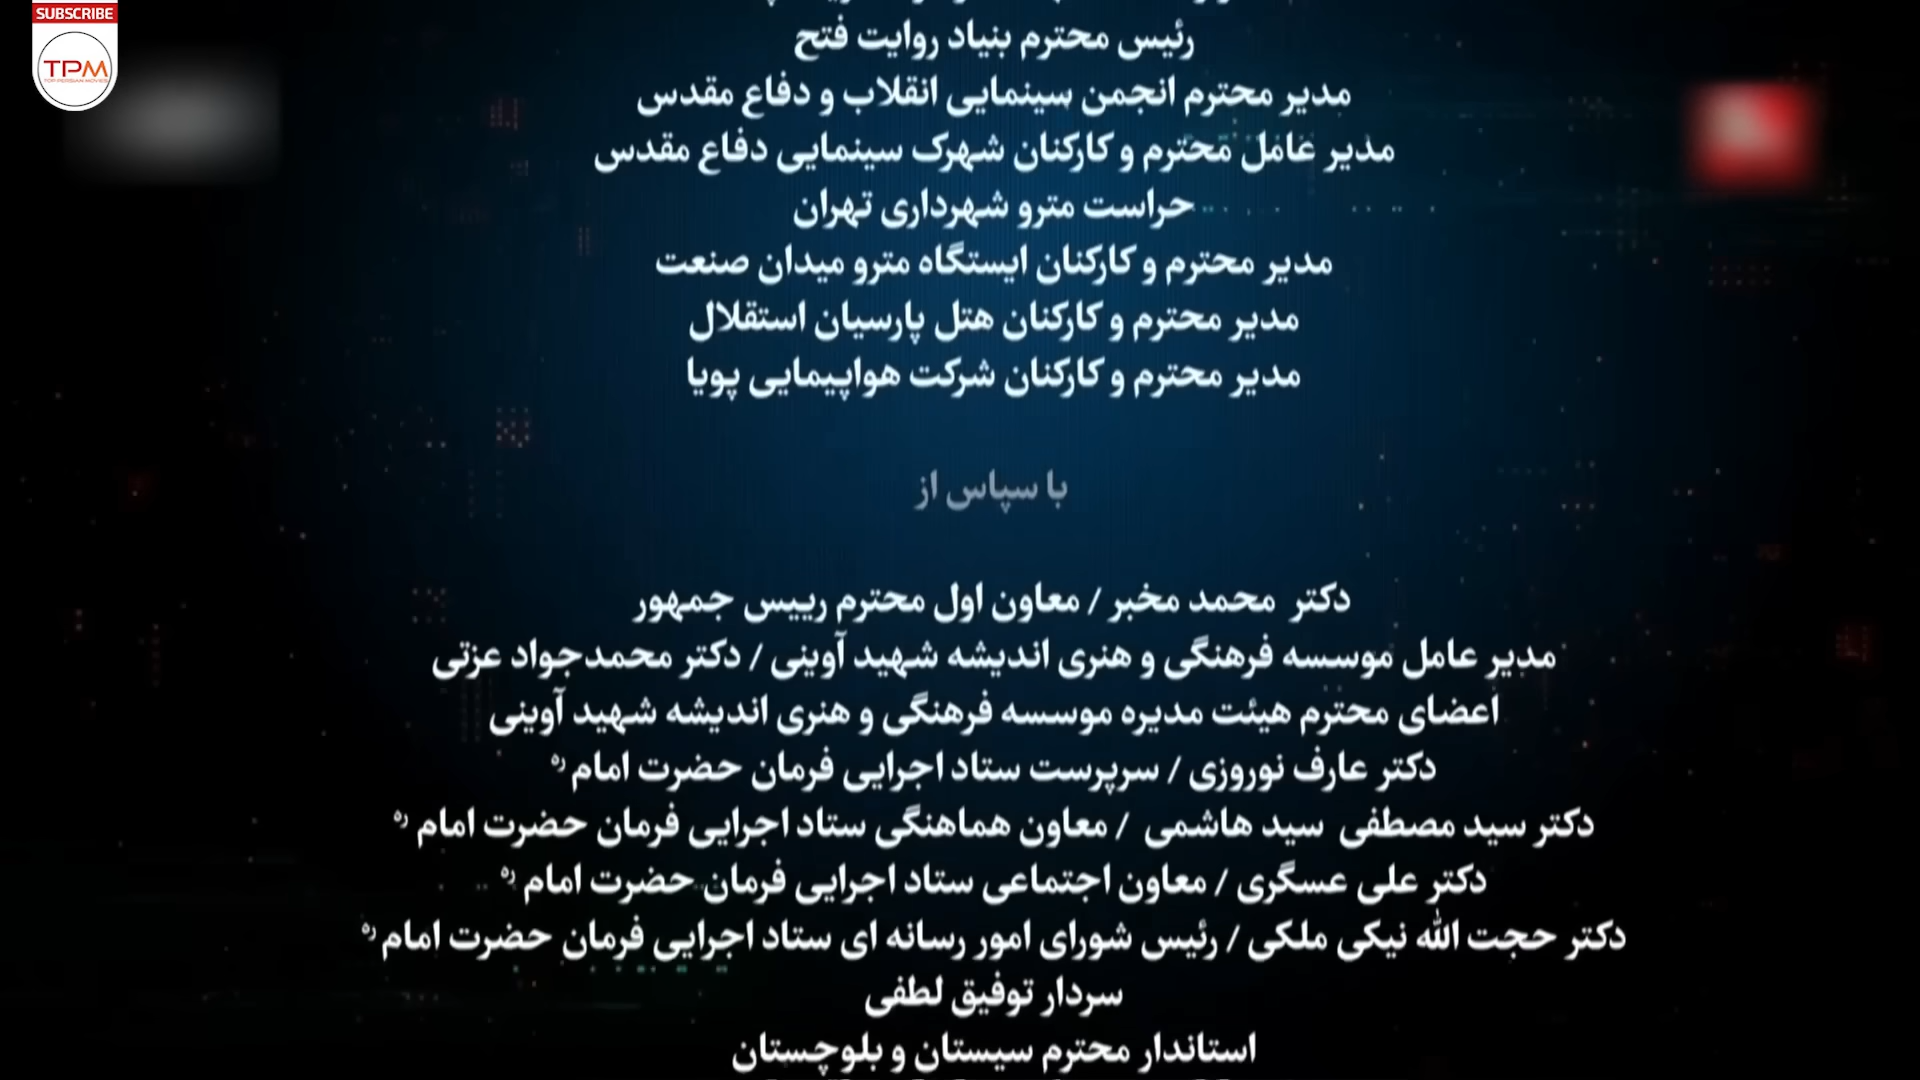 SUBSCRIBE
TPM
TOP PERSIAN MOVIES
رئیس محترم بنیاد روایت فتح
مدیر محترم انجمن سینمایی انقلاب و دفاع مقدس
مدیر عامل محترم و کارکنان شهرک سینمایی دفاع مقدس
حراست مترو شهرداری تهران
مدیر محترم و کارکنان ایستگاه مترو میدان صنعت
مدیر محترم و کارکنان هتل پارسیان استقلال
مدیر محترم و کارکنان شرکت هواپیمایی پویا
با سپاس از
دکتر محمد مخبر / معاون اول محترم رییس جمهور
مدیر عامل موسسه فرهنگی و هنری اندیشه شهید آوینی / دکتر محمدجواد عزتی
اعضای محترم هیئت مدیره موسسه فرهنگی و هنری اندیشه شهید آوینی
دکتر عارف نوروزی / سرپرست ستاد اجرایی فرمان حضرت امام ره
دکتر سید مصطفی سید هاشمی / معاون هماهنگی ستاد اجرایی فرمان حضرت امام ره
دکتر علی عسگری / معاون اجتماعی ستاد اجرایی فرمان حضرت امام ره
دکتر حجت الله نیکی ملکی / رئیس شورای امور رسانه ای ستاد اجرایی فرمان حضرت امام ره
سردار توفیق لطفی
استاندار محترم سیستان و بلوچستان